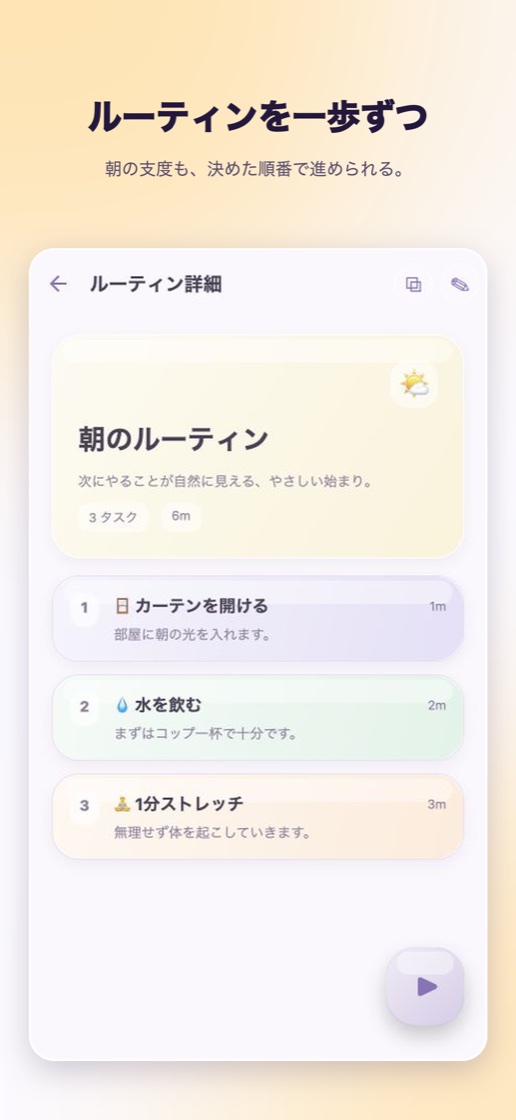 ルーティンを一歩ずつ
朝の支度も、決めた順番で進められる。
ルーティン詳細
朝のルーティン
次にやることが自然に見える、やさしい始まり。
3 タスク 6m
1 カーテンを開ける 1m
部屋に朝の光を入れます。
2 水を飲む 2m
まずはコップ一杯で十分です。
3 1分ストレッチ 3m
無理せず体を起こしていきます。